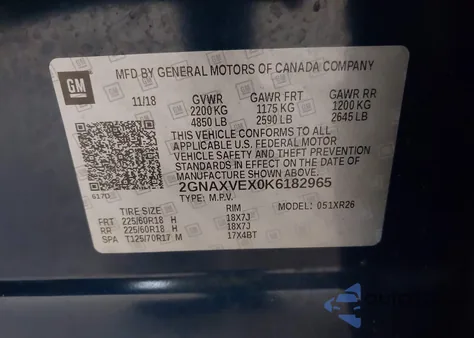 GM
MFD BY GENERAL MOTORS OF CANADA COMPANY
11/18 GVWR GAWR FRT GAWR RR
2200 KG 1175 KG 1200 KG
4850 LB 2590 LB 2645 LB
THIS VEHICLE CONFORMS TO ALL
APPLICABLE U.S. FEDERAL MOTOR
VEHICLE SAFETY, BUMPER, AND THEFT
PREVENTION STANDARDS IN EFFECT ON THE DATE OF
MANUFACTURE SHOWN ABOVE.
617D 2GNAXVEX0K6182965
TYPE: M.P.V. MODEL: 051XR26
TIRE SIZE RIM
FRT 225/60R18 H 18X7J
RR 225/60R18 H 18X7J
SPA T125/70R17 M 17X4BT